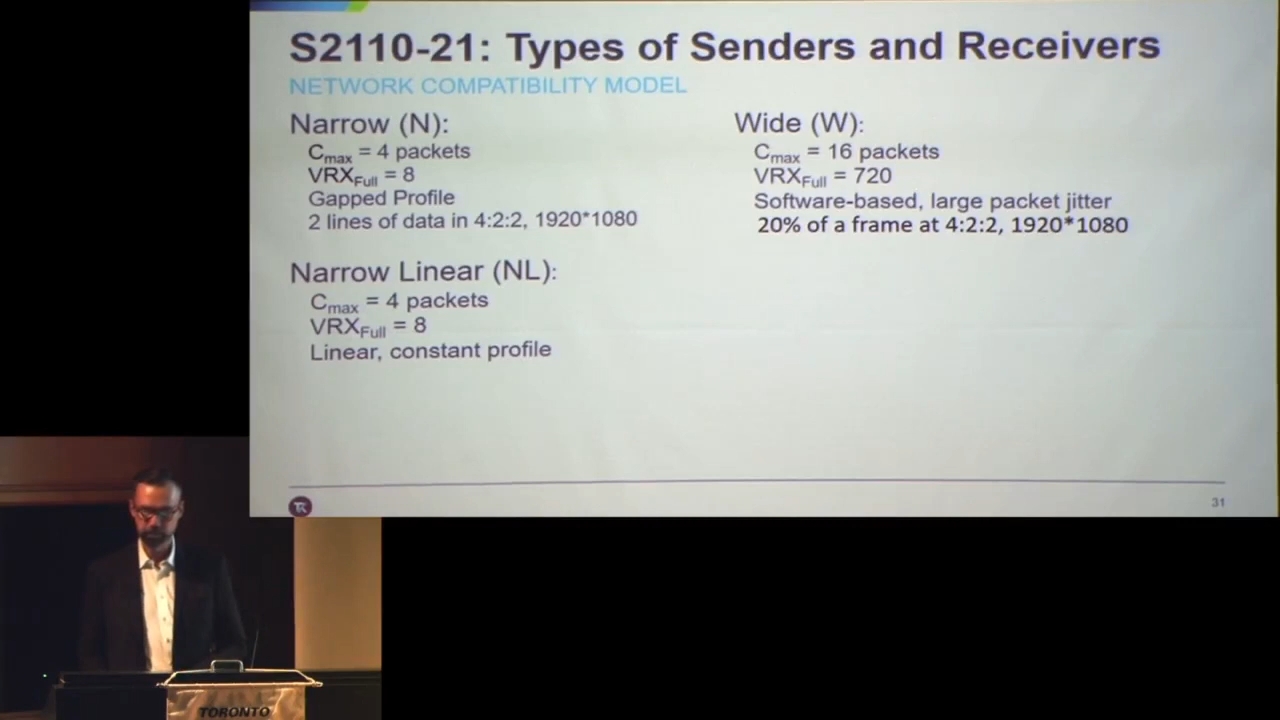 S2110-21: Types of Senders and Receivers
NETWORK COMPATIBILITY MODEL
Narrow (N):
Cmax = 4 packets
VRXFull = 8
Gapped Profile
2 lines of data in 4:2:2, 1920*1080
Narrow Linear (NL):
Cmax = 4 packets
VRXFull = 8
Linear, constant profile
Wide (W):
Cmax = 16 packets
VRXFull = 720
Software-based, large packet jitter
20% of a frame at 4:2:2, 1920*1080
31
TORONTO